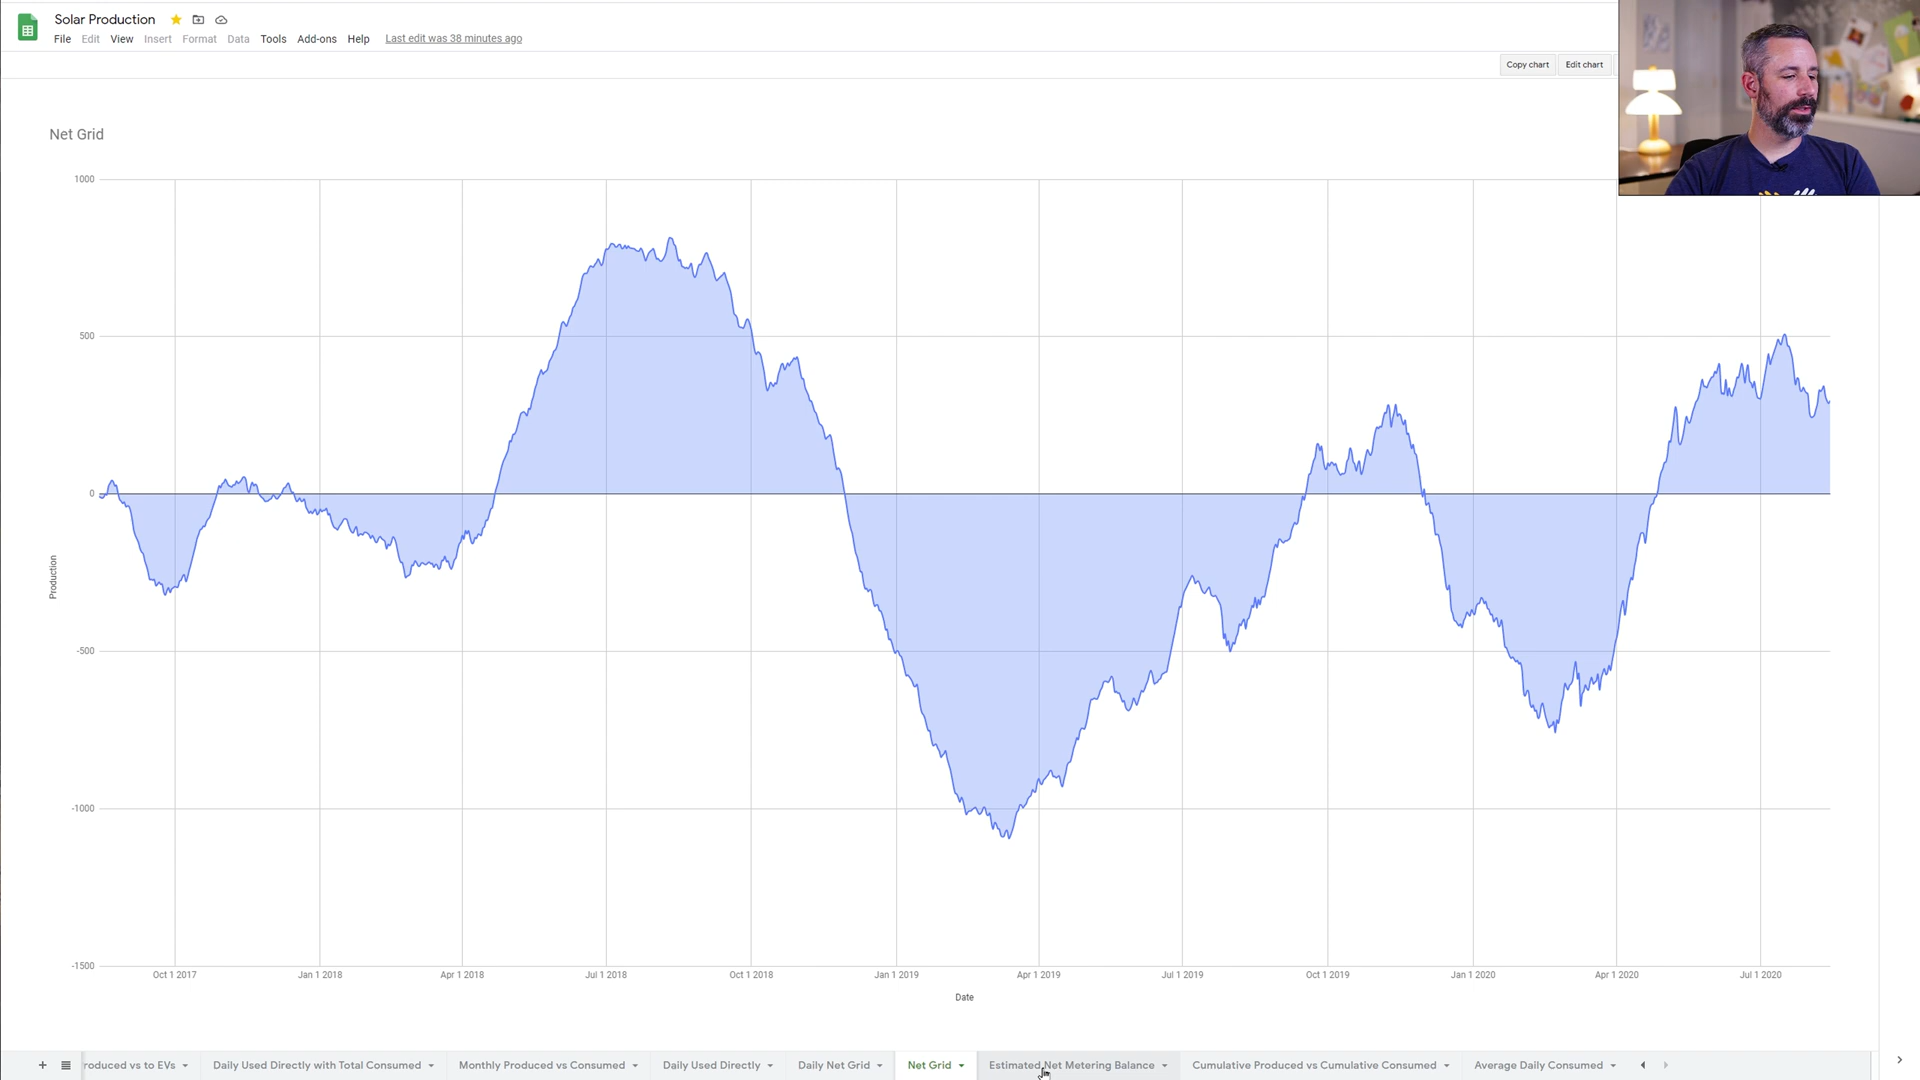 Solar Production
File Edit View Insert Format Data Tools Add-ons Help Last edit was 38 minutes ago
Copy chart Edit chart
Net Grid
1000
500
0
-500
-1000
-1500
Production
Oct 1 2017 Jan 1 2018 Apr 1 2018 Jul 1 2018 Oct 1 2018 Jan 1 2019 Apr 1 2019 Jul 1 2019 Oct 1 2019 Jan 1 2020 Apr 1 2020 Jul 1 2020
Date
roduced vs to EVs Daily Used Directly with Total Consumed Monthly Produced vs Consumed Daily Used Directly Daily Net Grid Net Grid Estimated Net Metering Balance Cumulative Produced vs Cumulative Consumed Average Daily Consumed